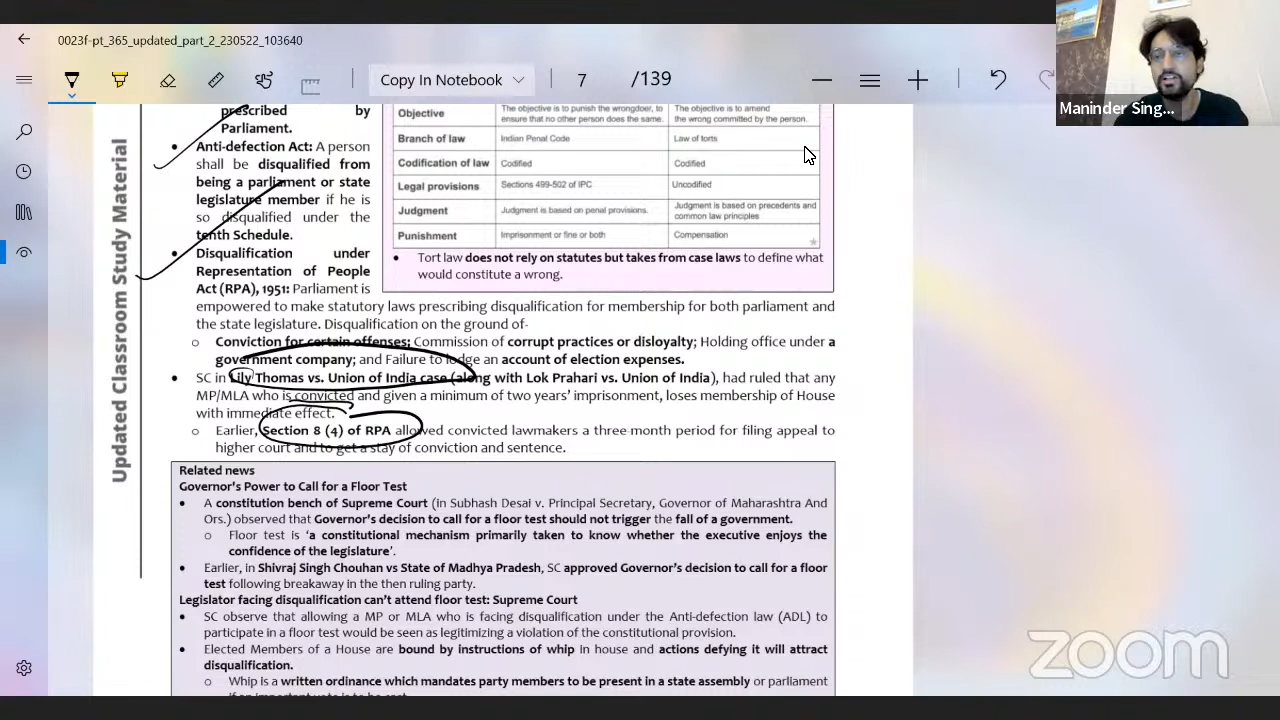 0023f-pt_365_updated_part_2_230522_103640
Copy In Notebook
7
/139
Maninder Sing...
Updated Classroom Study Material
prescribed by
Parliament.
• Anti-defection Act: A person
shall be disqualified from
being a parliament or state
legislature member if he is
so disqualified under the
tenth Schedule.
• Disqualification under
Representation of People
Act (RPA), 1951: Parliament is
empowered to make statutory laws prescribing disqualification for membership for both parliament and
the state legislature. Disqualification on the ground of-
Objective The objective is to punish the wrongdoer, to The objective is to amend
ensure that no other person does the same. the wrong committed by the person.
Branch of law Indian Penal Code Law of torts
Codification of law Codified Codified
Legal provisions Sections 499-502 of IPC Uncodified
Judgment Judgment is based on penal provisions. Judgment is based on precedents and
common law principles
Punishment Imprisonment or fine or both Compensation
• Tort law does not rely on statutes but takes from case laws to define what
would constitute a wrong.
o Conviction for certain offenses; Commission of corrupt practices or disloyalty; Holding office under a
government company; and Failure to lodge an account of election expenses.
• SC in Lily Thomas vs. Union of India case (along with Lok Prahari vs. Union of India), had ruled that any
MP/MLA who is convicted and given a minimum of two years' imprisonment, loses membership of House
with immediate effect.
o Earlier, Section 8 (4) of RPA allowed convicted lawmakers a three-month period for filing appeal to
higher court and to get a stay of conviction and sentence.
Related news
Governor's Power to Call for a Floor Test
• A constitution bench of Supreme Court (in Subhash Desai v. Principal Secretary, Governor of Maharashtra And
Ors.) observed that Governor's decision to call for a floor test should not trigger the fall of a government.
o Floor test is 'a constitutional mechanism primarily taken to know whether the executive enjoys the
confidence of the legislature'.
• Earlier, in Shivraj Singh Chouhan vs State of Madhya Pradesh, SC approved Governor's decision to call for a floor
test following breakaway in the then ruling party.
Legislator facing disqualification can't attend floor test: Supreme Court
• SC observe that allowing a MP or MLA who is facing disqualification under the Anti-defection law (ADL) to
participate in a floor test would be seen as legitimizing a violation of the constitutional provision.
• Elected Members of a House are bound by instructions of whip in house and actions defying it will attract
disqualification.
o Whip is a written ordinance which mandates party members to be present in a state assembly or parliament
zoom